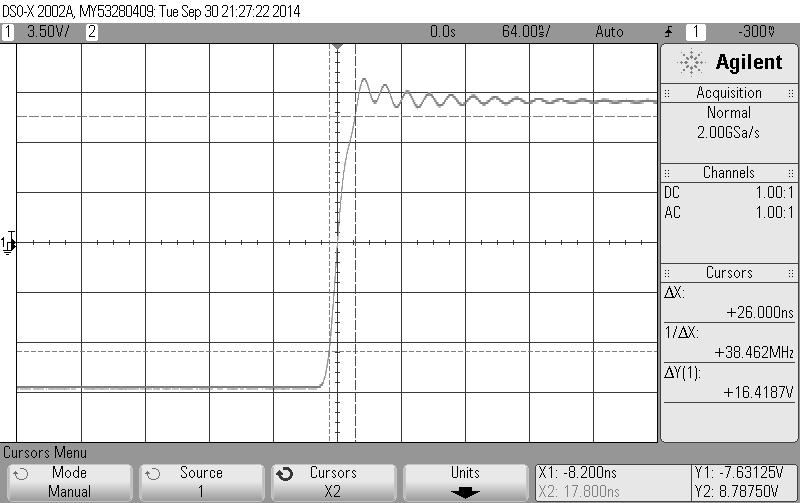 DSO-X 2002A, MY53280409: Tue Sep 30 21:27:22 2014
1 3.50V/ 2 0.0s 64.00ns/ Auto 1 -300mV
Agilent
Acquisition
Normal
2.00GSa/s
Channels
DC 1.00:1
AC 1.00:1
Cursors
ΔX:
+26.000ns
1/ΔX:
+38.462MHz
ΔY(1):
+16.4187V
1
Cursors Menu
Mode
Manual
Source
1
Cursors
X2
Units
X1: -8.200ns
X2: 17.800ns
Y1: -7.63125V
Y2: 8.78750V